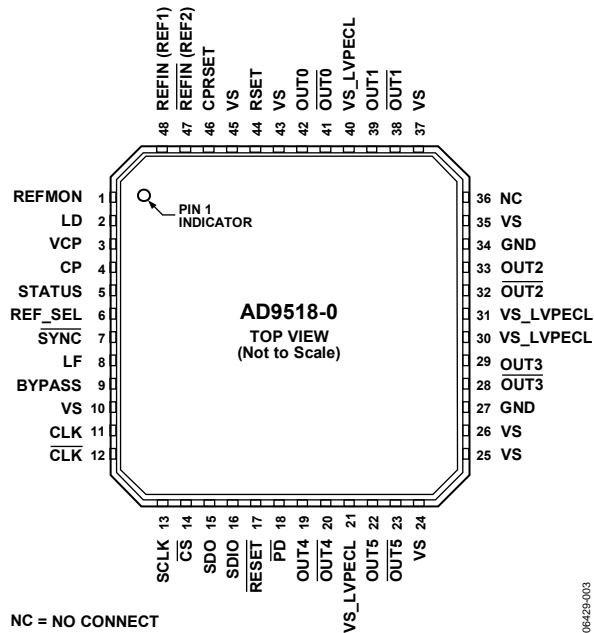 48 REFIN (REF1)
47 REFIN (REF2)
46 CPRSET
45 VS
44 RSET
43 VS
42 OUT0
41 OUT0
40 VS_LVPECL
39 OUT1
38 OUT1
37 VS
REFMON 1
LD 2
VCP 3
CP 4
STATUS 5
REF_SEL 6
SYNC 7
LF 8
BYPASS 9
VS 10
CLK 11
CLK 12
PIN 1
INDICATOR
AD9518-0
TOP VIEW
(Not to Scale)
36 NC
35 VS
34 GND
33 OUT2
32 OUT2
31 VS_LVPECL
30 VS_LVPECL
29 OUT3
28 OUT3
27 GND
26 VS
25 VS
SCLK 13
CS 14
SDO 15
SDIO 16
RESET 17
PD 18
OUT4 19
OUT4 20
VS_LVPECL 21
OUT5 22
OUT5 23
VS 24
NC = NO CONNECT
06429-003